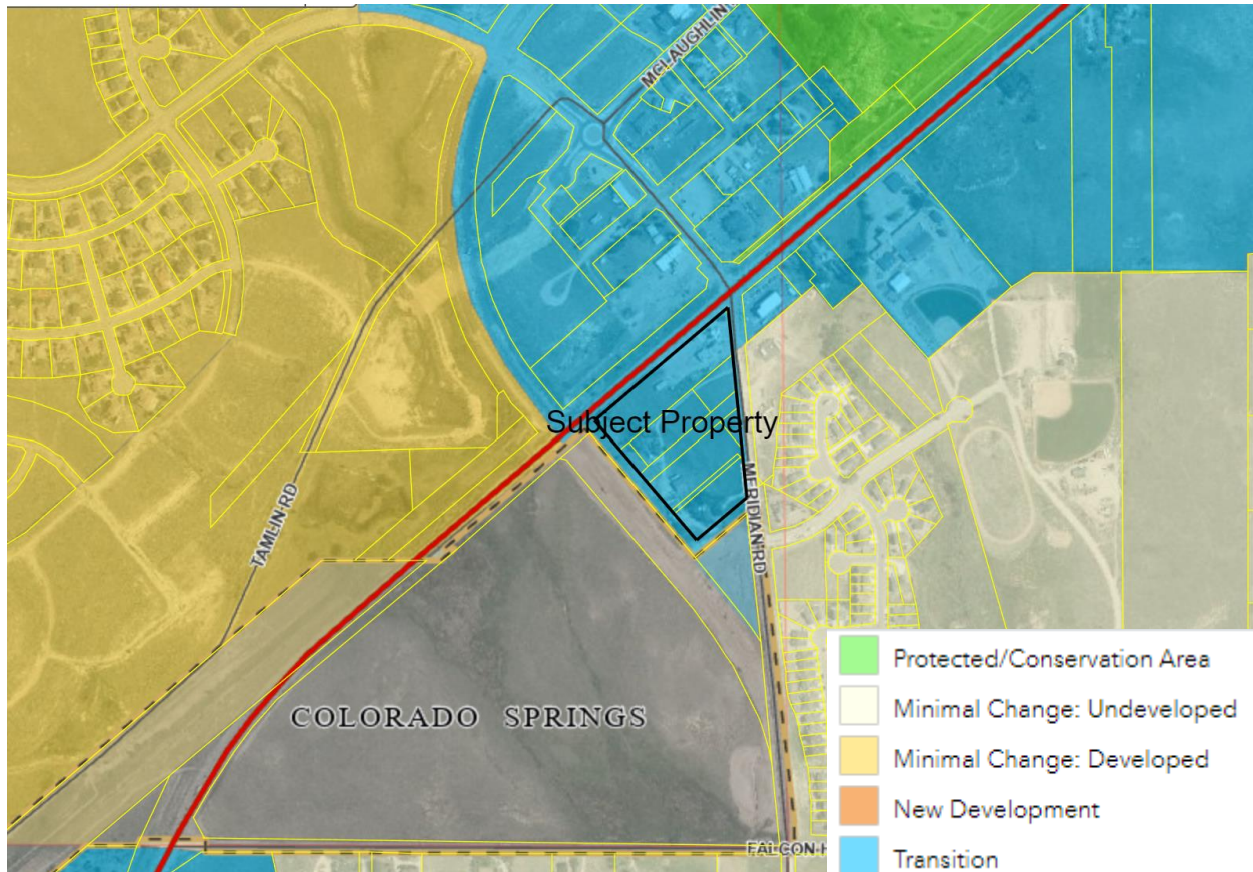 MCLAUGHLIN
Subject Property
TAMLIN RD
MERIDIAN RD
COLORADO SPRINGS
FALCON H
Protected/Conservation Area
Minimal Change: Undeveloped
Minimal Change: Developed
New Development
Transition